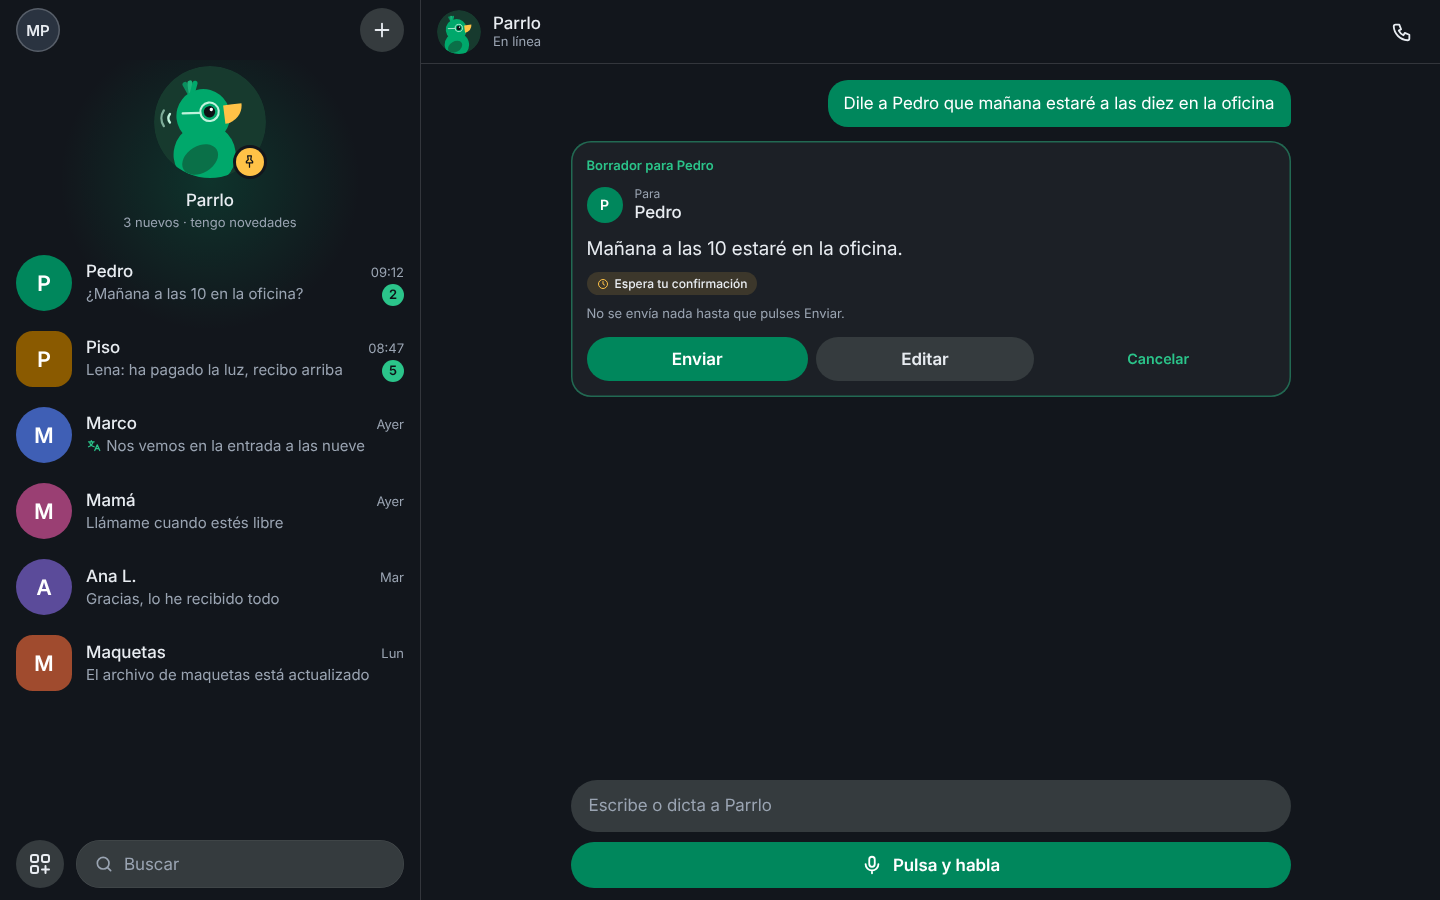 MP
Parrlo
3 nuevos · tengo novedades
P
Pedro
09:12
¿Mañana a las 10 en la oficina?
2
P
Piso
08:47
Lena: ha pagado la luz, recibo arriba
5
M
Marco
Ayer
Nos vemos en la entrada a las nueve
M
Mamá
Ayer
Llámame cuando estés libre
A
Ana L.
Mar
Gracias, lo he recibido todo
M
Maquetas
Lun
El archivo de maquetas está actualizado
Buscar
Parrlo
En línea
Dile a Pedro que mañana estaré a las diez en la oficina
Borrador para Pedro
P
Para
Pedro
Mañana a las 10 estaré en la oficina.
Espera tu confirmación
No se envía nada hasta que pulses Enviar.
Enviar
Editar
Cancelar
Escribe o dicta a Parrlo
Pulsa y habla